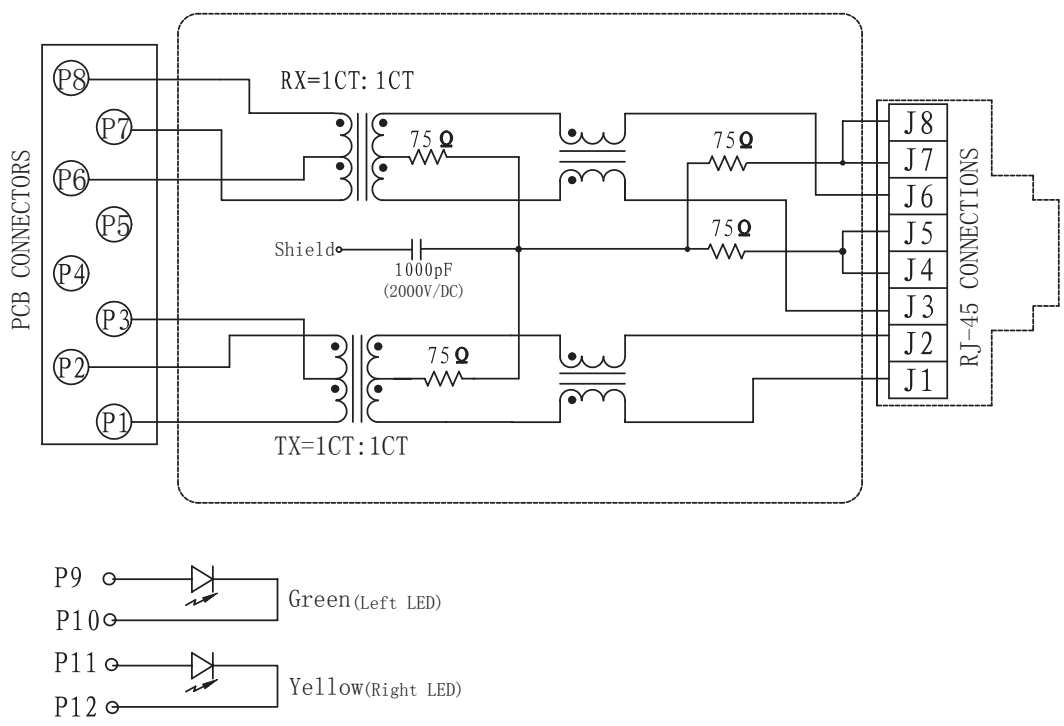 PCB CONNECTORS
P8
P7
P6
P5
P4
P3
P2
P1
RX=1CT: 1CT
75Ω
75Ω
75Ω
Shield
1000pF
(2000V/DC)
75Ω
TX=1CT:1CT
J8
J7
J6
J5
J4
J3
J2
J1
RJ-45 CONNECTIONS
P9
P10
Green(Left LED)
P11
P12
Yellow(Right LED)